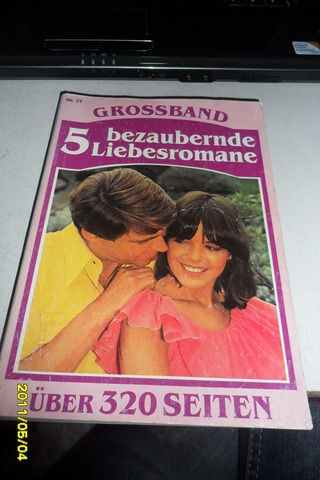 Nr. 77
GROSSBAND
5 bezaubernde
Liebesromane
ÜBER 320 SEITEN
2011/05/04